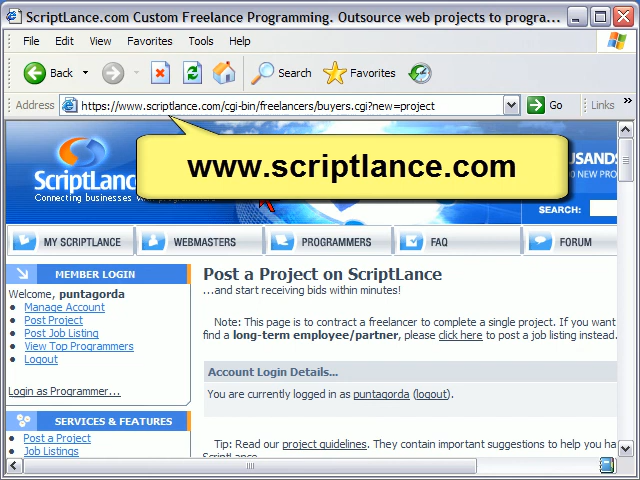 ScriptLance.com Custom Freelance Programming. Outsource web projects to progra...
File Edit View Favorites Tools Help
Back Search Favorites
Address https://www.scriptlance.com/cgi-bin/freelancers/buyers.cgi?new=project Go Links »
www.scriptlance.com
ScriptLance
Connecting businesses with programmers
SEARCH:
MY SCRIPTLANCE WEBMASTERS PROGRAMMERS FAQ FORUM
MEMBER LOGIN
Welcome, puntagorda
Manage Account
Post Project
Post Job Listing
View Top Programmers
Logout
Login as Programmer...
SERVICES & FEATURES
Post a Project
Job Listings
Post a Project on ScriptLance
...and start receiving bids within minutes!
Note: This page is to contract a freelancer to complete a single project. If you want
find a long-term employee/partner, please click here to post a job listing instead.
Account Login Details...
You are currently logged in as puntagorda (logout).
Tip: Read our project guidelines. They contain important suggestions to help you ha